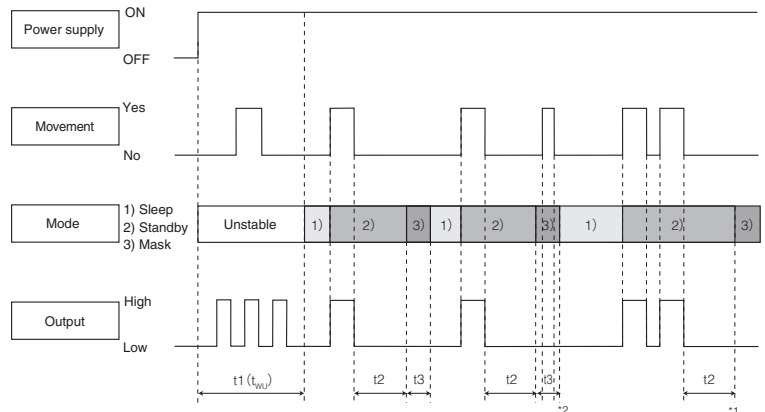 Power supply
ON
OFF
Movement
Yes
No
Mode
1) Sleep
2) Standby
3) Mask
Unstable
1)
2)
3)
1)
2)
3)
1)
2)
3)
Output
High
Low
t1(tWU)
t2
t3
t2
t3
t2
*2
*1